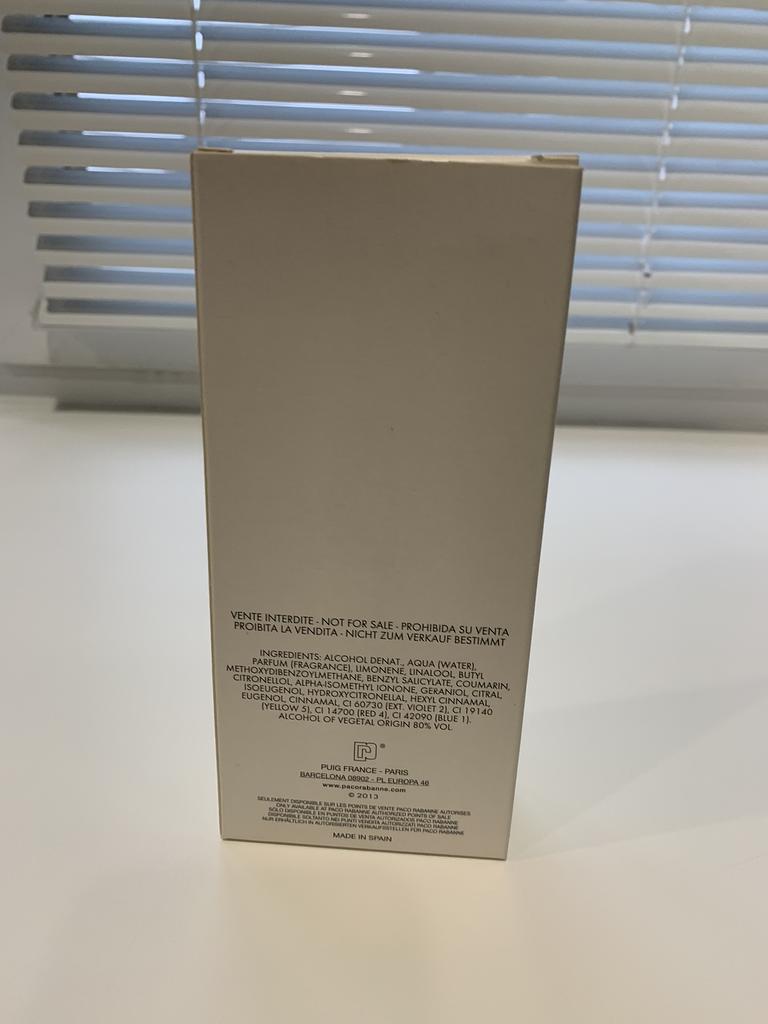 VENTE INTERDITE - NOT FOR SALE - PROHIBIDA SU VENTA
PROIBITA LA VENDITA - NICHT ZUM VERKAUF BESTIMMT
INGREDIENTS: ALCOHOL DENAT., AQUA (WATER),
PARFUM (FRAGRANCE), LIMONENE, LINALOOL, BUTYL
METHOXYDIBENZOYLMETHANE, BENZYL SALICYLATE, COUMARIN,
CITRONELLOL, ALPHA-ISOMETHYL IONONE, GERANIOL, CITRAL,
ISOEUGENOL, HYDROXYCITRONELLAL, HEXYL CINNAMAL,
EUGENOL, CINNAMAL, CI 60730 (EXT. VIOLET 2), CI 19140
(YELLOW 5), CI 14700 (RED 4), CI 42090 (BLUE 1).
ALCOHOL OF VEGETAL ORIGIN 80% VOL.
®
PUIG FRANCE - PARIS
BARCELONA 08902 - PL EUROPA 46
www.pacorabanne.com
© 2013
SEULEMENT DISPONIBLE SUR LES POINTS DE VENTE PACO RABANNE AUTORISES
ONLY AVAILABLE AT PACO RABANNE AUTHORIZED POINTS OF SALE
SOLO DISPONIBLE EN PUNTOS DE VENTA AUTORIZADOS PACO RABANNE
DISPONIBILE SOLTANTO NEI PUNTI VENDITA AUTORIZZATI PACO RABANNE
NUR ERHÄLTLICH IN AUTORISIERTEN VERKAUFSSTELLEN FÜR PACO RABANNE
MADE IN SPAIN